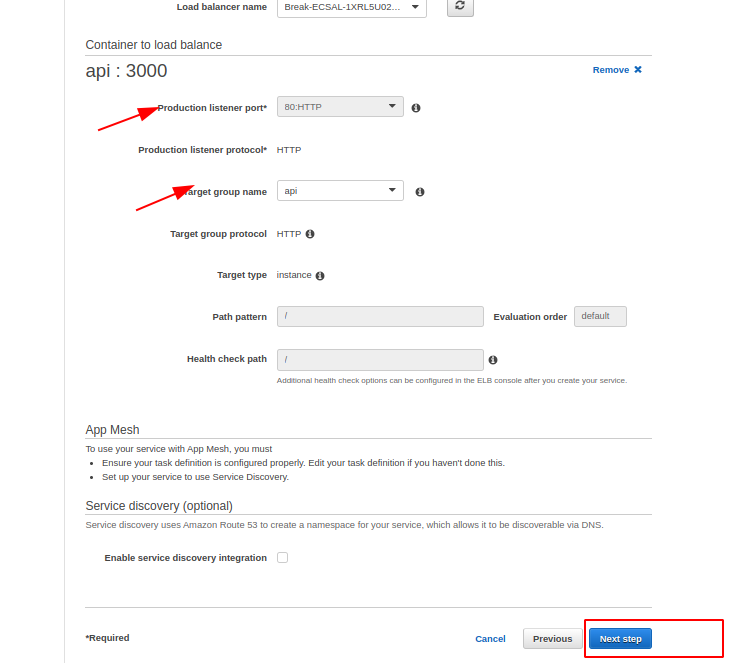 Load balancer name Break-ECSAL-1XRL5U02...
Container to load balance
api : 3000
Remove ✖
Production listener port* 80:HTTP
Production listener protocol* HTTP
Target group name api
Target group protocol HTTP
Target type instance
Path pattern / Evaluation order default
Health check path /
Additional health check options can be configured in the ELB console after you create your service.
App Mesh
To use your service with App Mesh, you must
• Ensure your task definition is configured properly. Edit your task definition if you haven't done this.
• Set up your service to use Service Discovery.
Service discovery (optional)
Service discovery uses Amazon Route 53 to create a namespace for your service, which allows it to be discoverable via DNS.
Enable service discovery integration
*Required Cancel Previous Next step